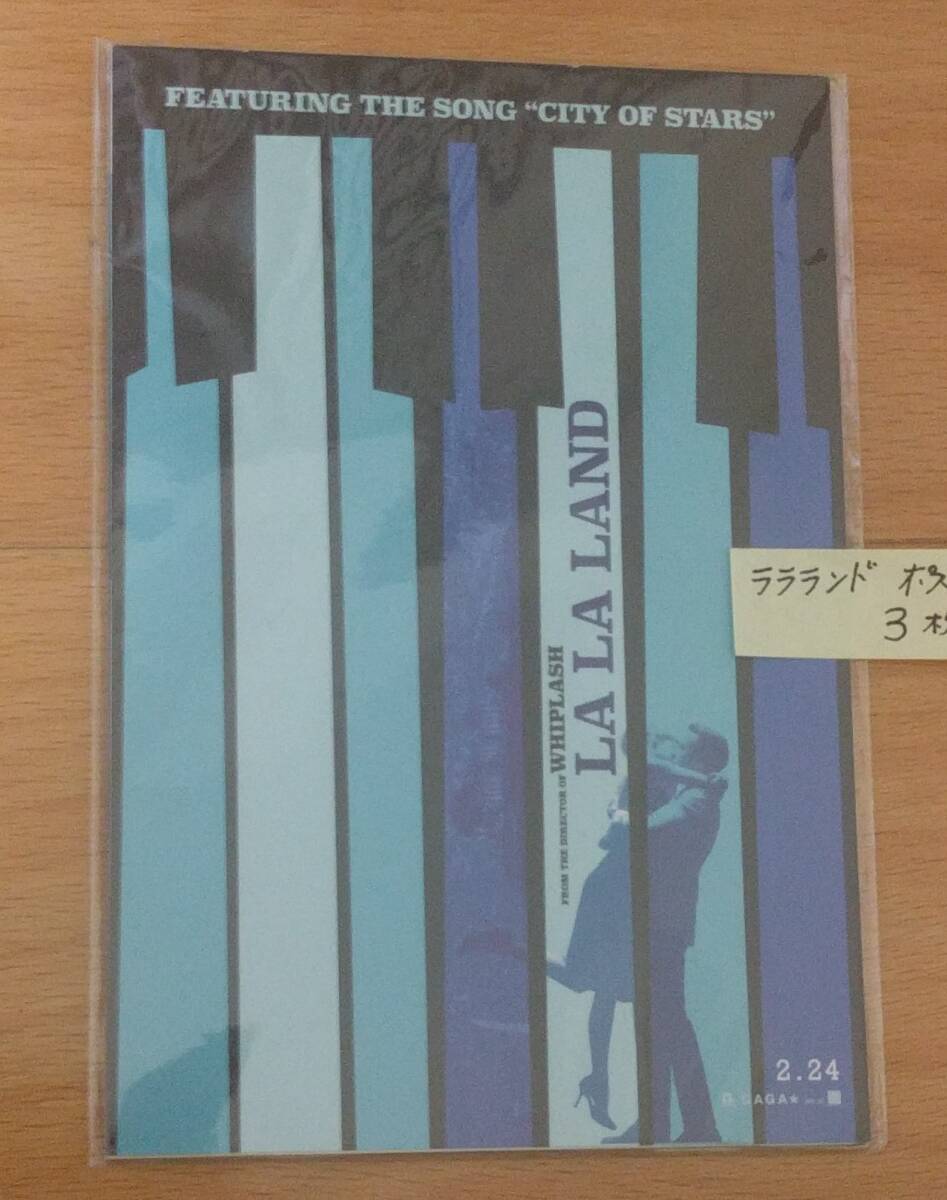 FEATURING THE SONG “CITY OF STARS”
LA LA LAND
FROM THE DIRECTOR OF WHIPLASH
ララランド ポス
3枚
2.24
GAGA★